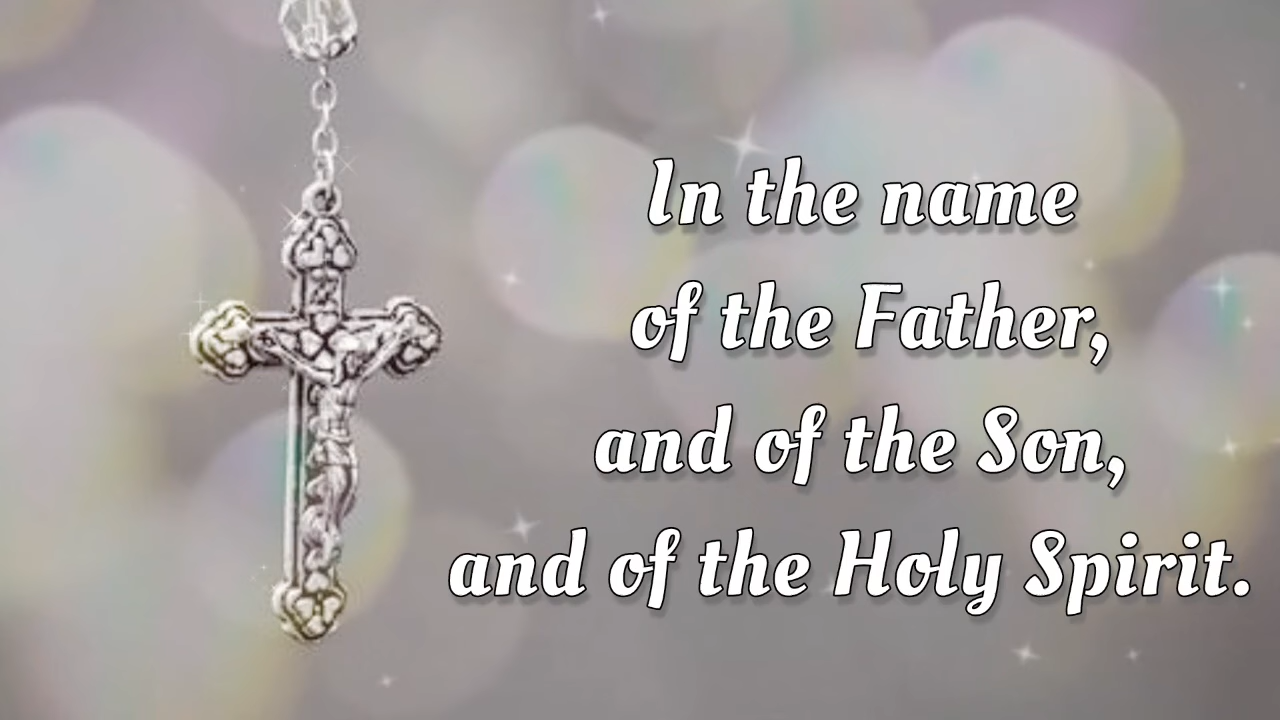 In the name
of the Father,
and of the Son,
and of the Holy Spirit.